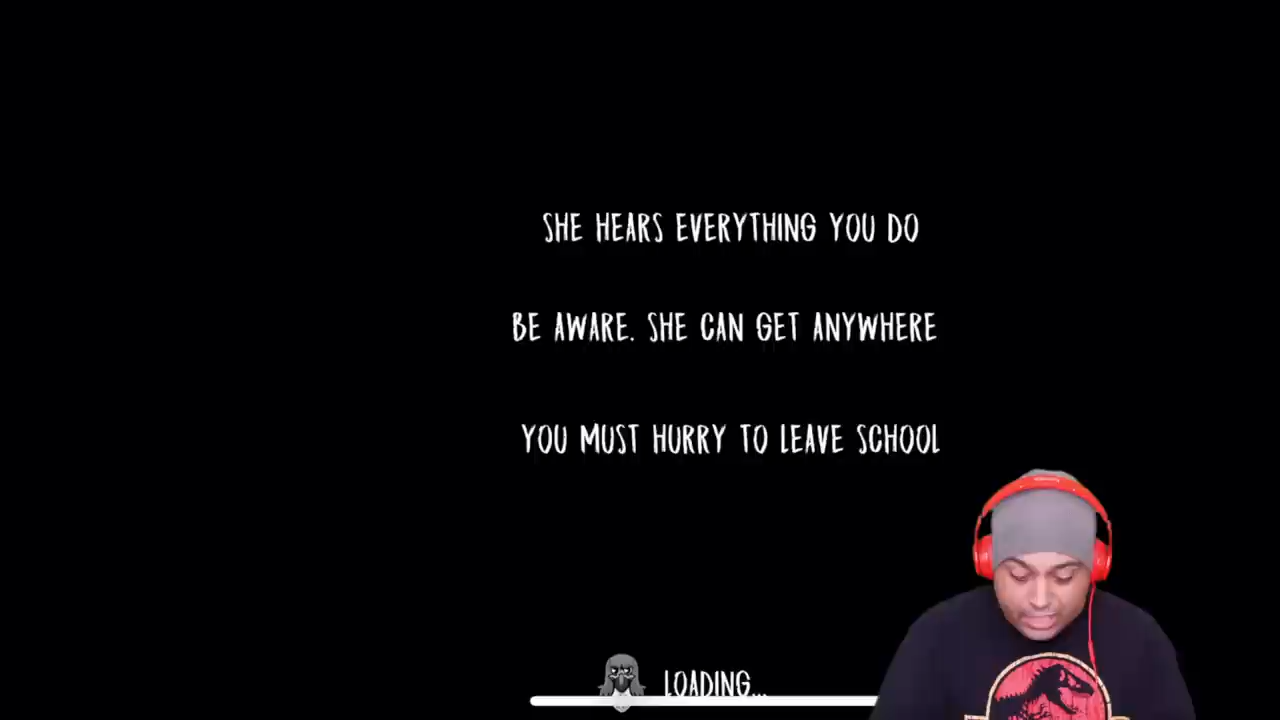 SHE HEARS EVERYTHING YOU DO
BE AWARE. SHE CAN GET ANYWHERE
YOU MUST HURRY TO LEAVE SCHOOL
LOADING...